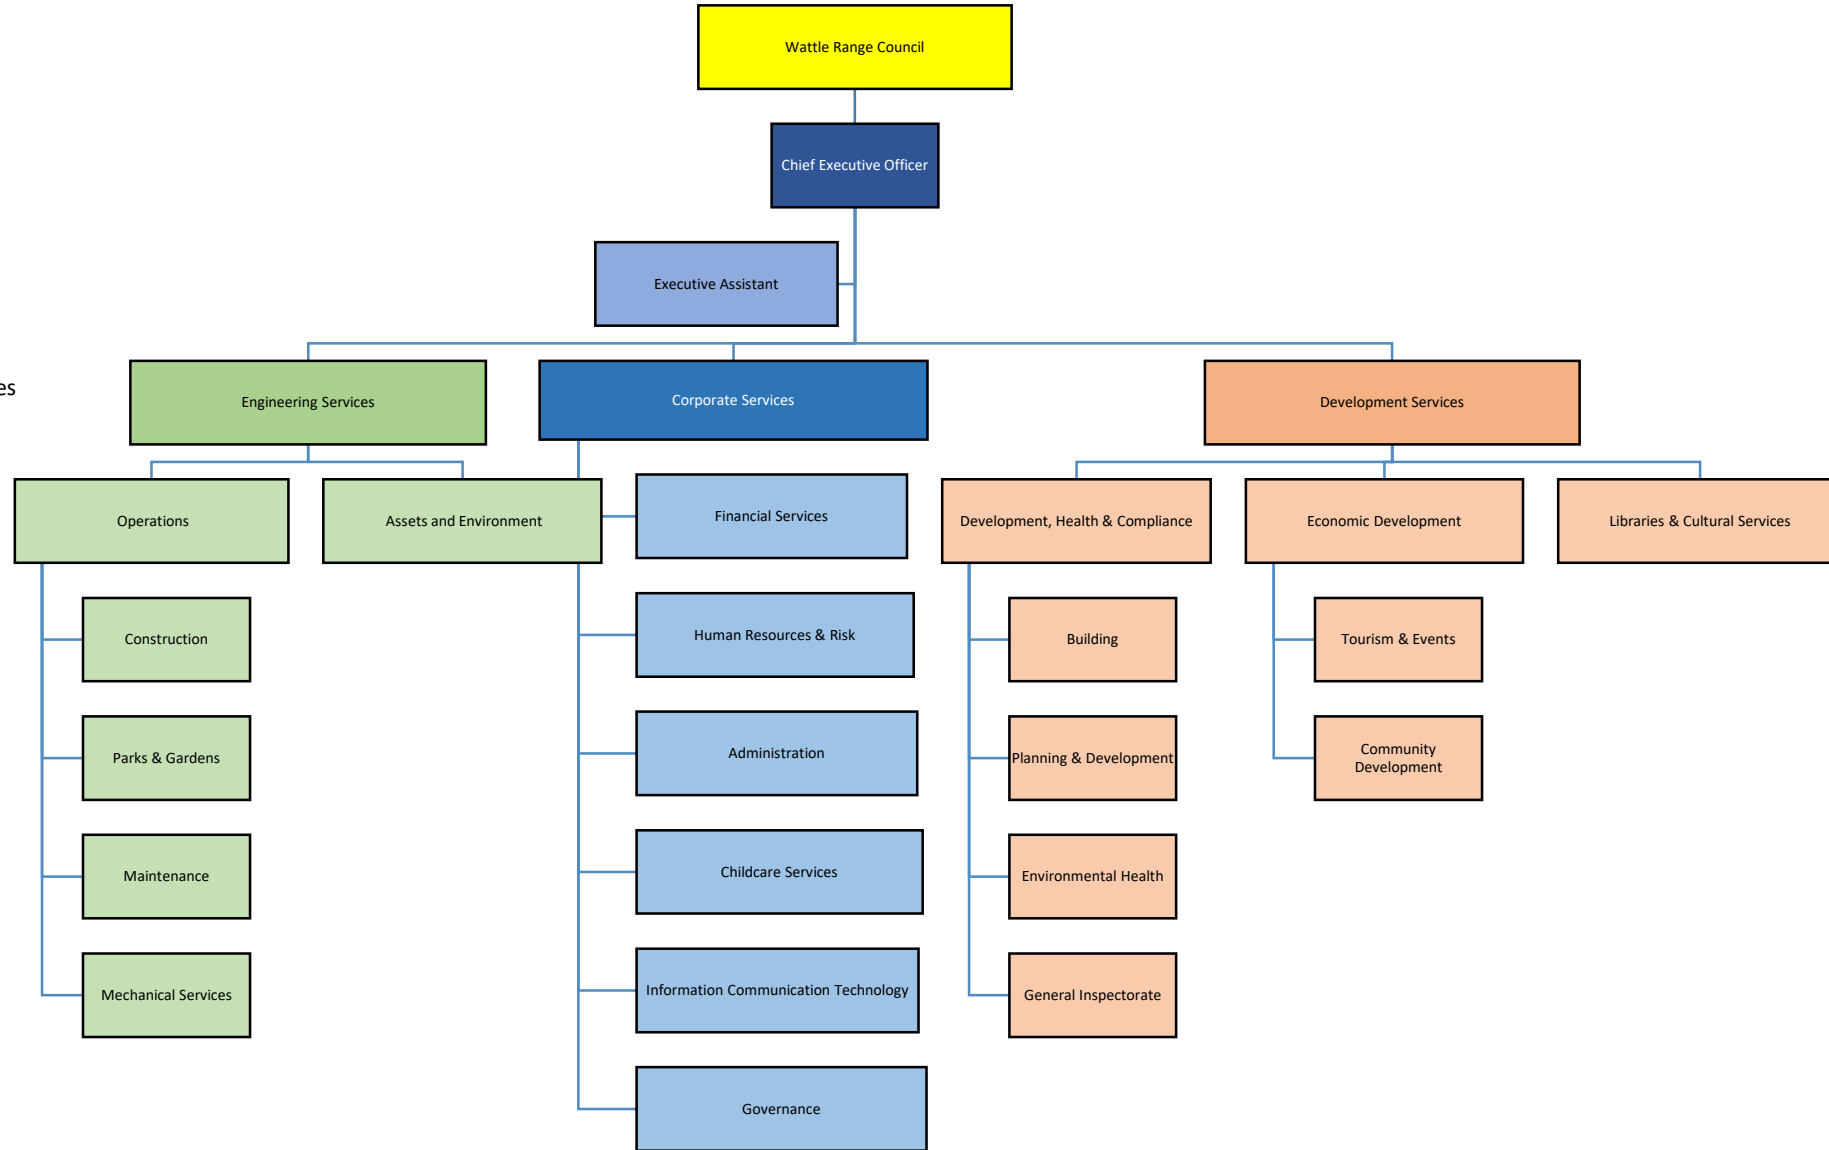 Wattle Range Council
Chief Executive Officer
Executive Assistant
es
Engineering Services
Corporate Services
Development Services
Operations
Assets and Environment
Financial Services
Development, Health & Compliance
Economic Development
Libraries & Cultural Services
Construction
Human Resources & Risk
Building
Tourism & Events
Parks & Gardens
Administration
Planning & Development
Community
Development
Maintenance
Childcare Services
Environmental Health
Mechanical Services
Information Communication Technology
General Inspectorate
Governance